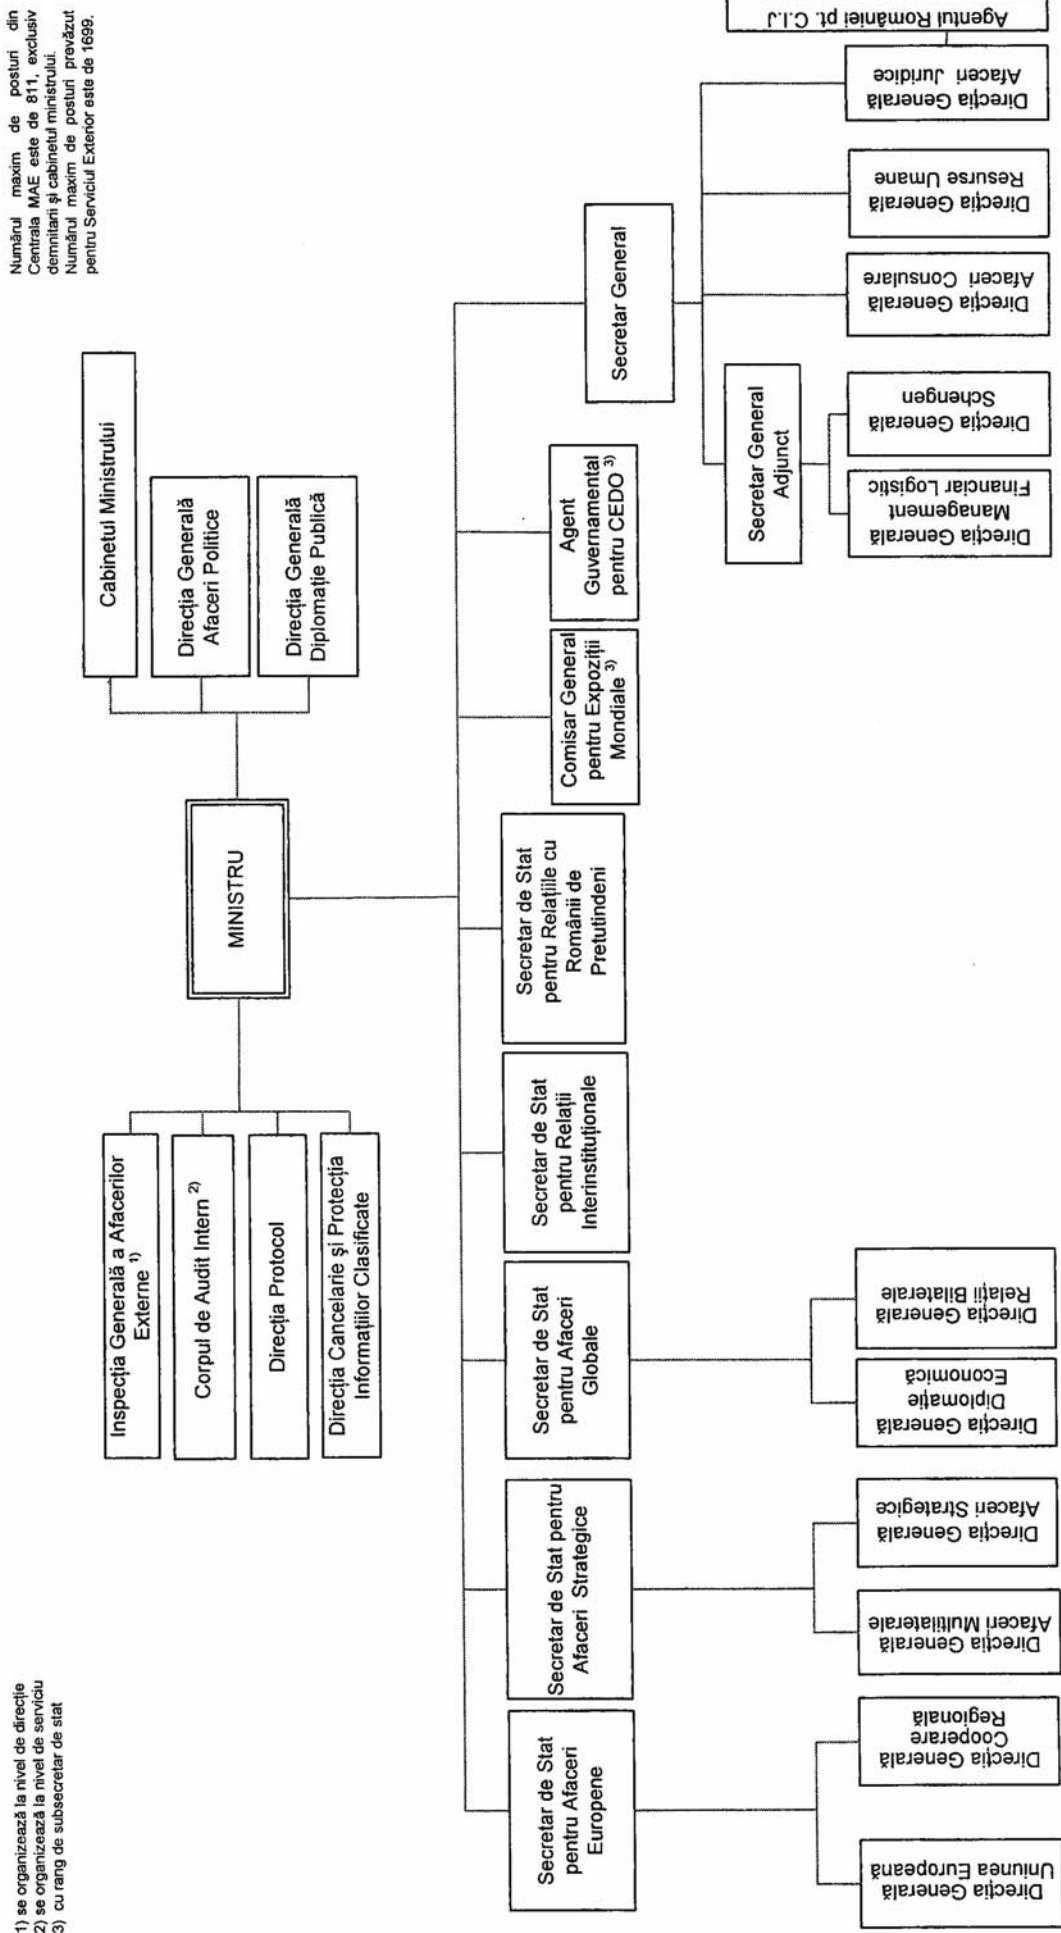 1) se organizează la nivel de direcție
2) se organizează la nivel de serviciu
3) cu rang de subsecretar de stat
Numărul maxim de posturi din
Centrala MAE este de 811, exclusiv
demnitarii și cabinetul ministrului.
Numărul maxim de posturi prevăzut
pentru Serviciul Exterior este de 1699.
Inspecția Generală a Afacerilor
Externe 1)
Corpul de Audit Intern 2)
Direcția Protocol
Direcția Cancelarie și Protecția
Informațiilor Clasificate
MINISTRU
Cabinetul Ministrului
Direcția Generală
Afaceri Politice
Direcția Generală
Diplomație Publică
Secretar de Stat
pentru Afaceri
Europene
Secretar de Stat pentru
Afaceri Strategice
Secretar de Stat
pentru Afaceri
Globale
Secretar de Stat
pentru Relații
Interinstituționale
Secretar de Stat
pentru Relațiile cu
Românii de
Pretutindeni
Comisar General
pentru Expoziții
Mondiale 3)
Agent
Guvernamental
pentru CEDO 3)
Secretar General
Secretar General
Adjunct
Direcția Generală
Uniunea Europeană
Direcția Generală
Cooperare
Regională
Direcția Generală
Afaceri Multilaterale
Direcția Generală
Afaceri Strategice
Direcția Generală
Diplomație
Economică
Direcția Generală
Relații Bilaterale
Direcția Generală
Management
Financiar Logistic
Direcția Generală
Schengen
Direcția Generală
Afaceri Consulare
Direcția Generală
Resurse Umane
Direcția Generală
Afaceri Juridice
Agentul României pt. C.I.J